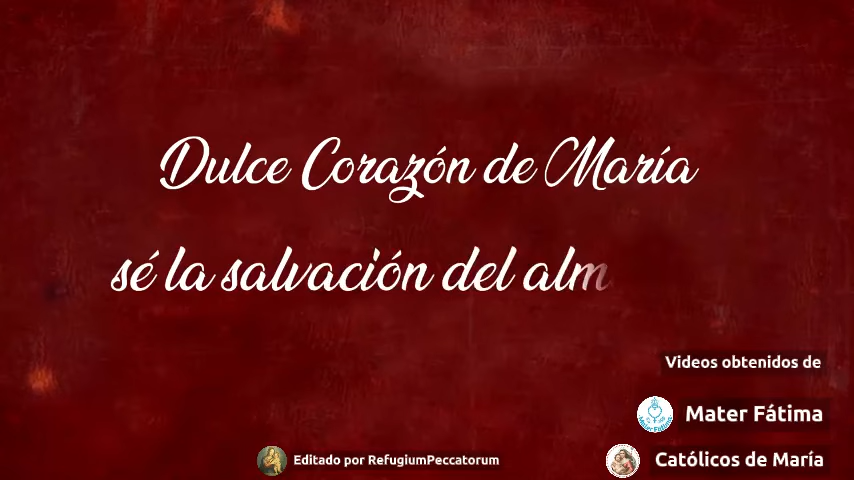 Dulce Corazón de María
sé la salvación del alm
Videos obtenidos de
Mater Fátima
Católicos de María
Editado por RefugiumPeccatorum